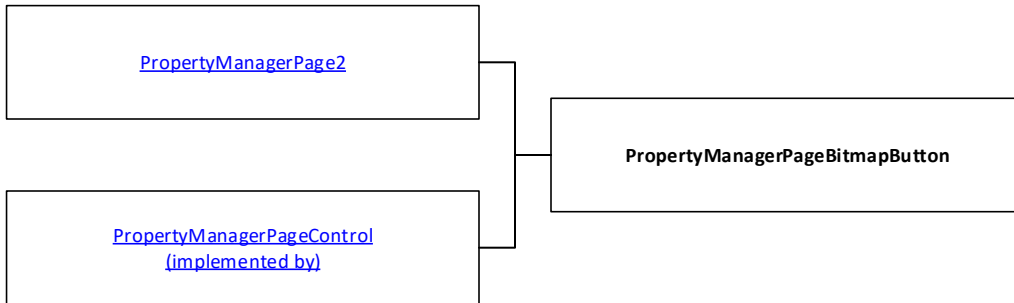 PropertyManagerPage2
PropertyManagerPageBitmapButton
PropertyManagerPageControl
(implemented by)